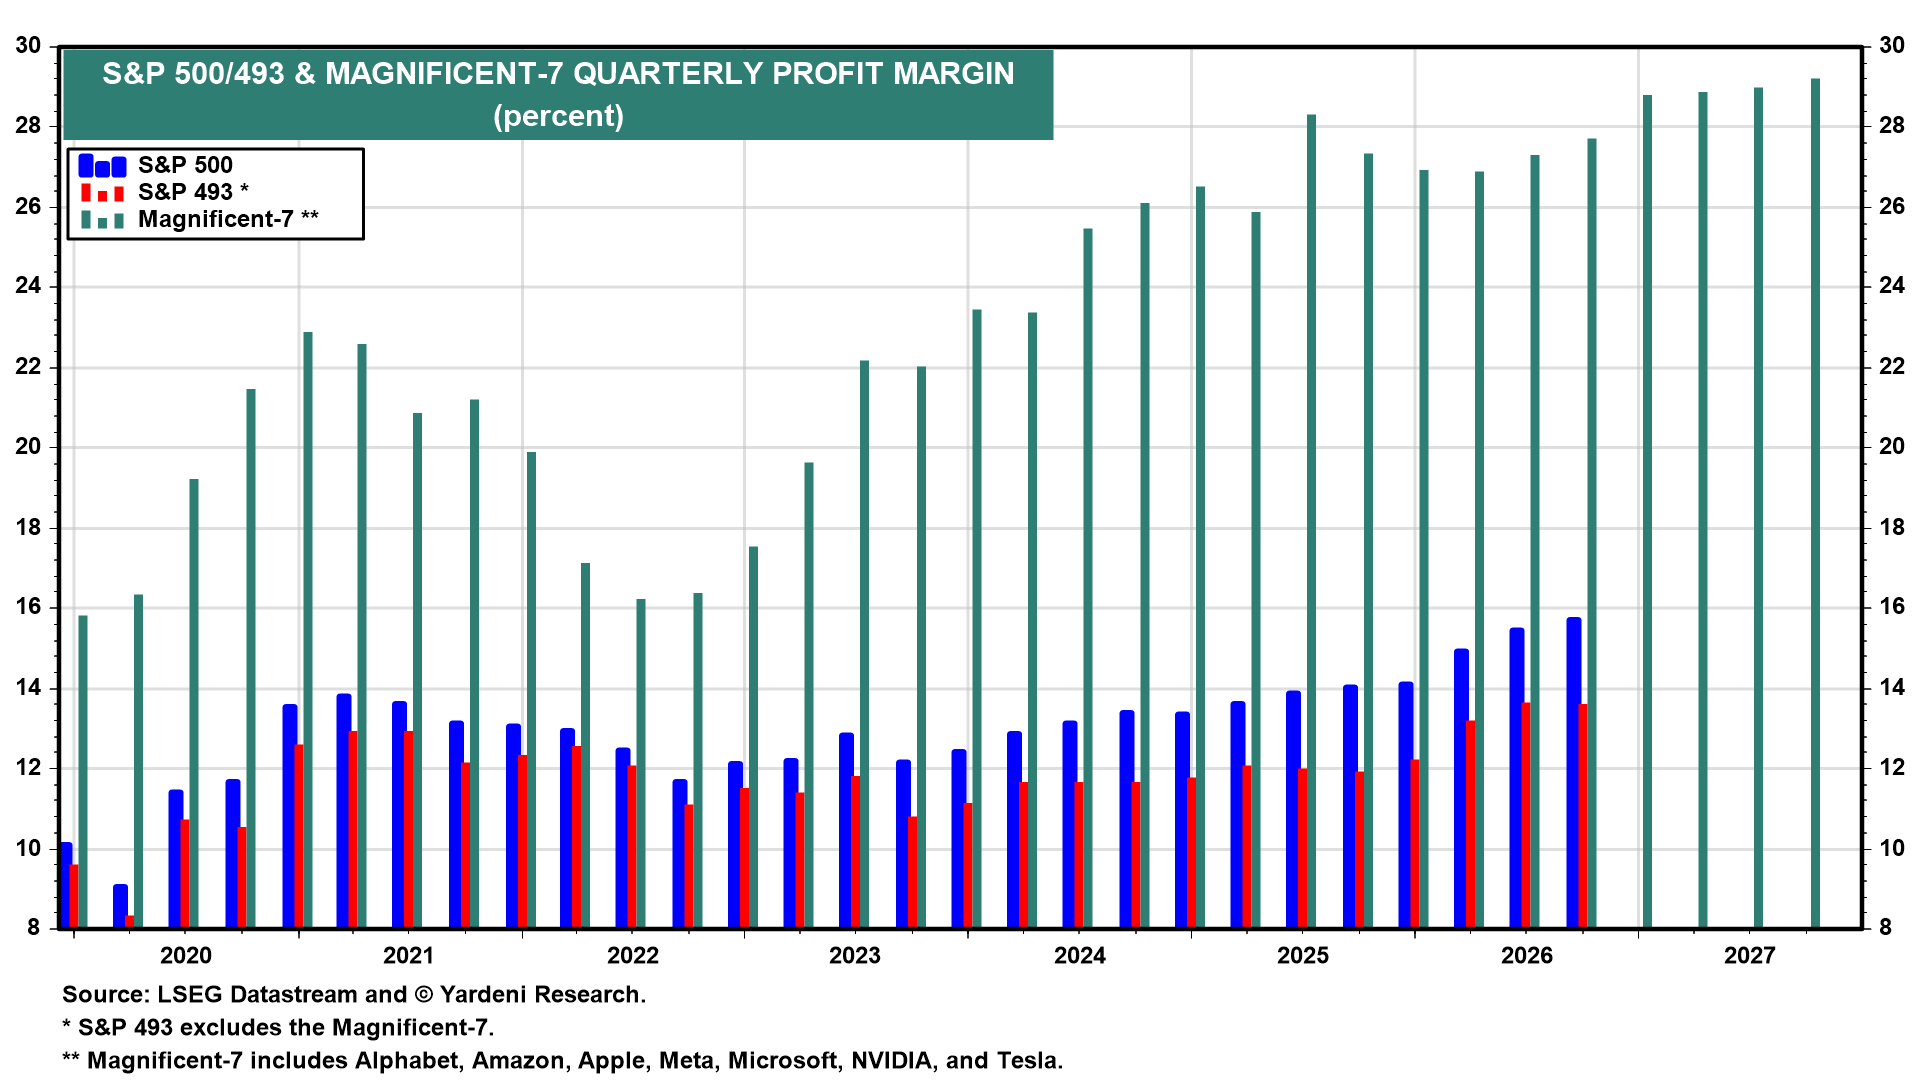 S&P 500/493 & MAGNIFICENT-7 QUARTERLY PROFIT MARGIN
(percent)
S&P 500
S&P 493 *
Magnificent-7 **
30 30
28 28
26 26
24 24
22 22
20 20
18 18
16 16
14 14
12 12
10 10
8 8
2020 2021 2022 2023 2024 2025 2026 2027
Source: LSEG Datastream and © Yardeni Research.
* S&P 493 excludes the Magnificent-7.
** Magnificent-7 includes Alphabet, Amazon, Apple, Meta, Microsoft, NVIDIA, and Tesla.